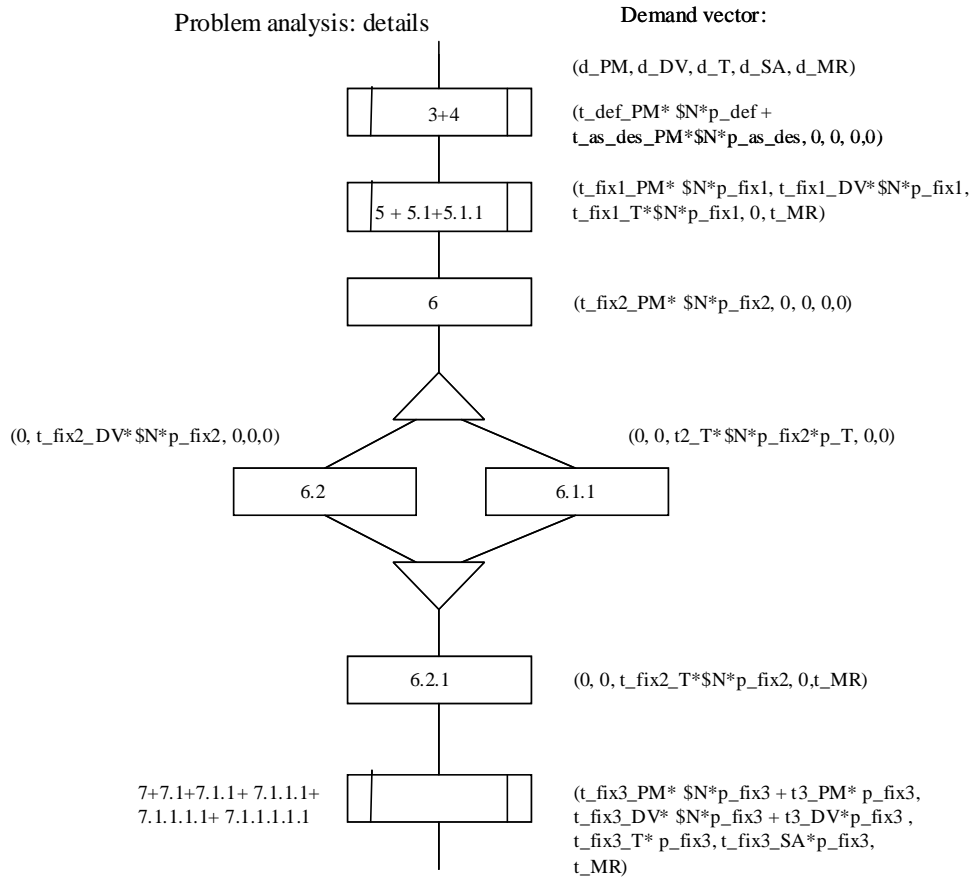 Problem analysis: details
Demand vector:
(d_PM, d_DV, d_T, d_SA, d_MR)
3+4
(t_def_PM* $N*p_def +
t_as_des_PM*$N*p_as_des, 0, 0, 0,0)
5 + 5.1+5.1.1
(t_fix1_PM* $N*p_fix1, t_fix1_DV*$N*p_fix1,
t_fix1_T*$N*p_fix1, 0, t_MR)
6
(t_fix2_PM* $N*p_fix2, 0, 0, 0,0)
(0, t_fix2_DV*$N*p_fix2, 0,0,0)
(0, 0, t2_T*$N*p_fix2*p_T, 0,0)
6.2
6.1.1
6.2.1
(0, 0, t_fix2_T*$N*p_fix2, 0,t_MR)
7+7.1+7.1.1+ 7.1.1.1+
7.1.1.1.1+ 7.1.1.1.1.1
(t_fix3_PM* $N*p_fix3 + t3_PM* p_fix3,
t_fix3_DV* $N*p_fix3 + t3_DV*p_fix3 ,
t_fix3_T* p_fix3, t_fix3_SA*p_fix3,
t_MR)